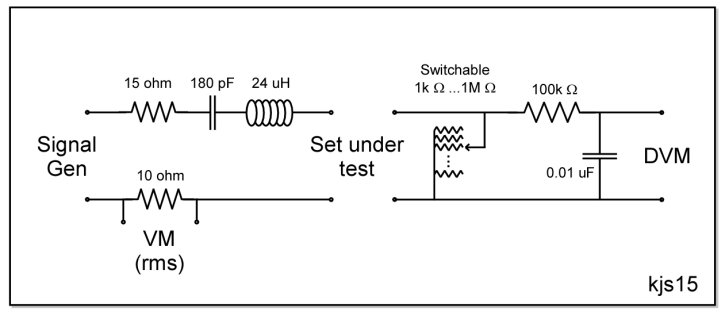 Switchable
1k Ω ...1M Ω
15 ohm 180 pF 24 uH
100k Ω
Signal
Gen
Set under
test
DVM
10 ohm
0.01 uF
VM
(rms)
kjs15